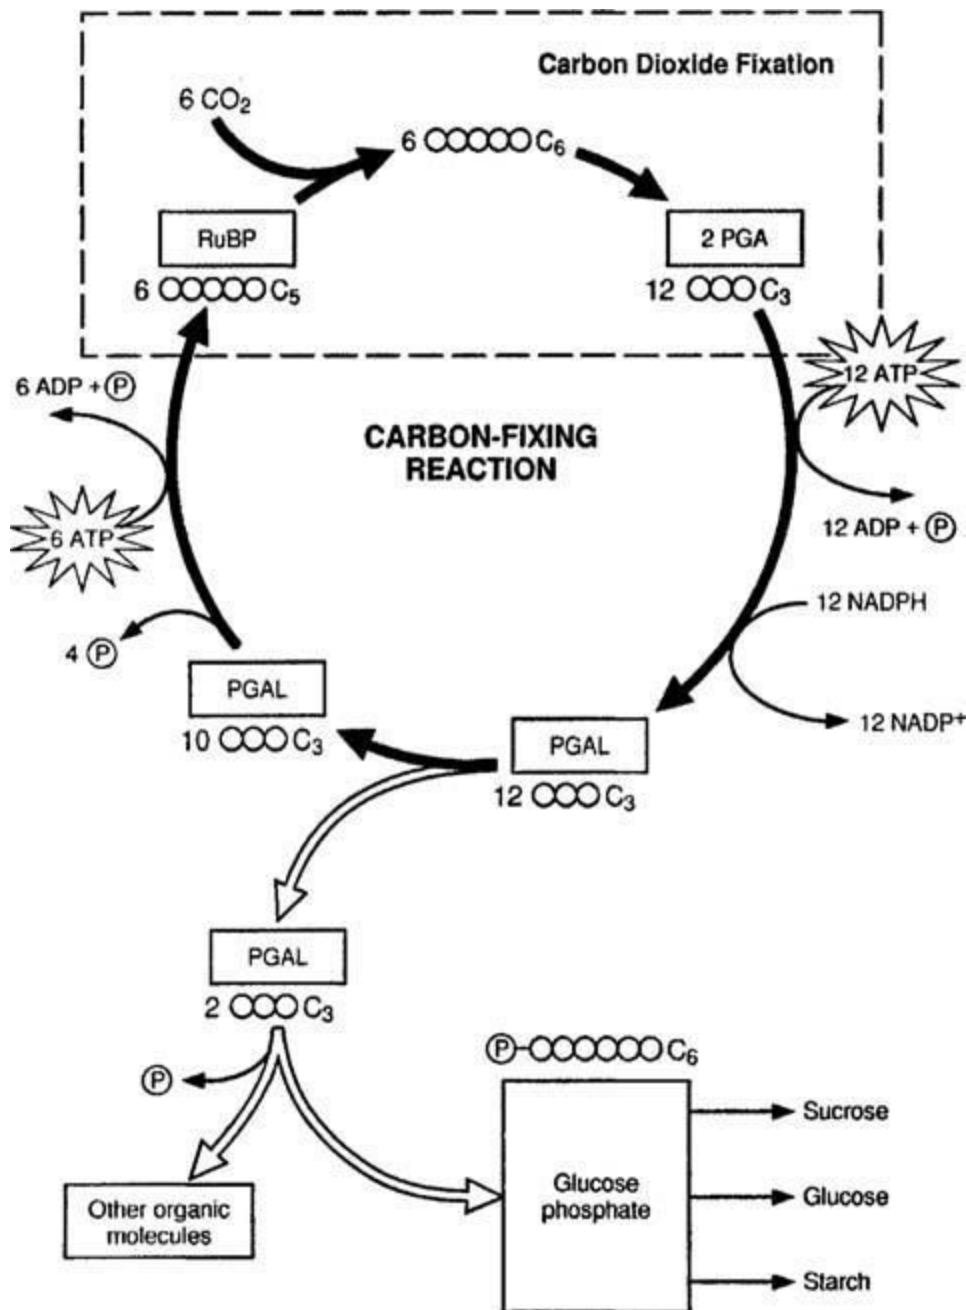 Carbon Dioxide Fixation
6 CO₂
6 C₆
RuBP
6 C₅
2 PGA
12 C₃
12 ATP
6 ADP + Ⓟ
CARBON-FIXING
REACTION
12 ADP + Ⓟ
6 ATP
12 NADPH
4 Ⓟ
PGAL
10 C₃
12 NADP⁺
PGAL
12 C₃
PGAL
2 C₃
Ⓟ
Ⓟ C₆
Sucrose
Glucose
phosphate
Glucose
Other organic
molecules
Starch